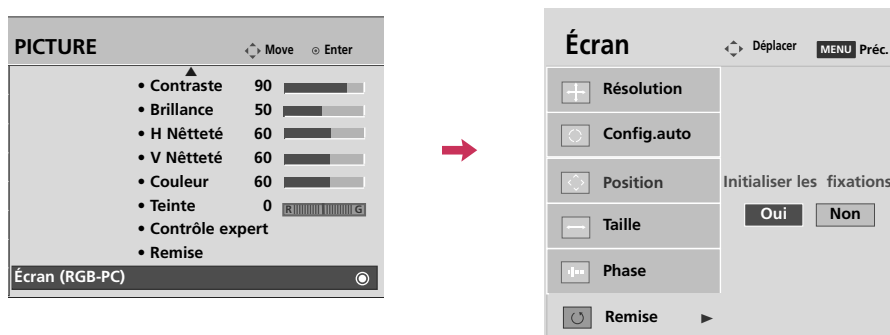 PICTURE
Move
Enter
• Contraste 90
• Brillance 50
• H Nêtteté 60
• V Nêtteté 60
• Couleur 60
• Teinte 0 R G
• Contrôle expert
• Remise
Écran (RGB-PC)
Écran
Déplacer
MENU Préc.
Résolution
Config.auto
Position
Taille
Phase
Remise
Initialiser les fixations
Oui
Non